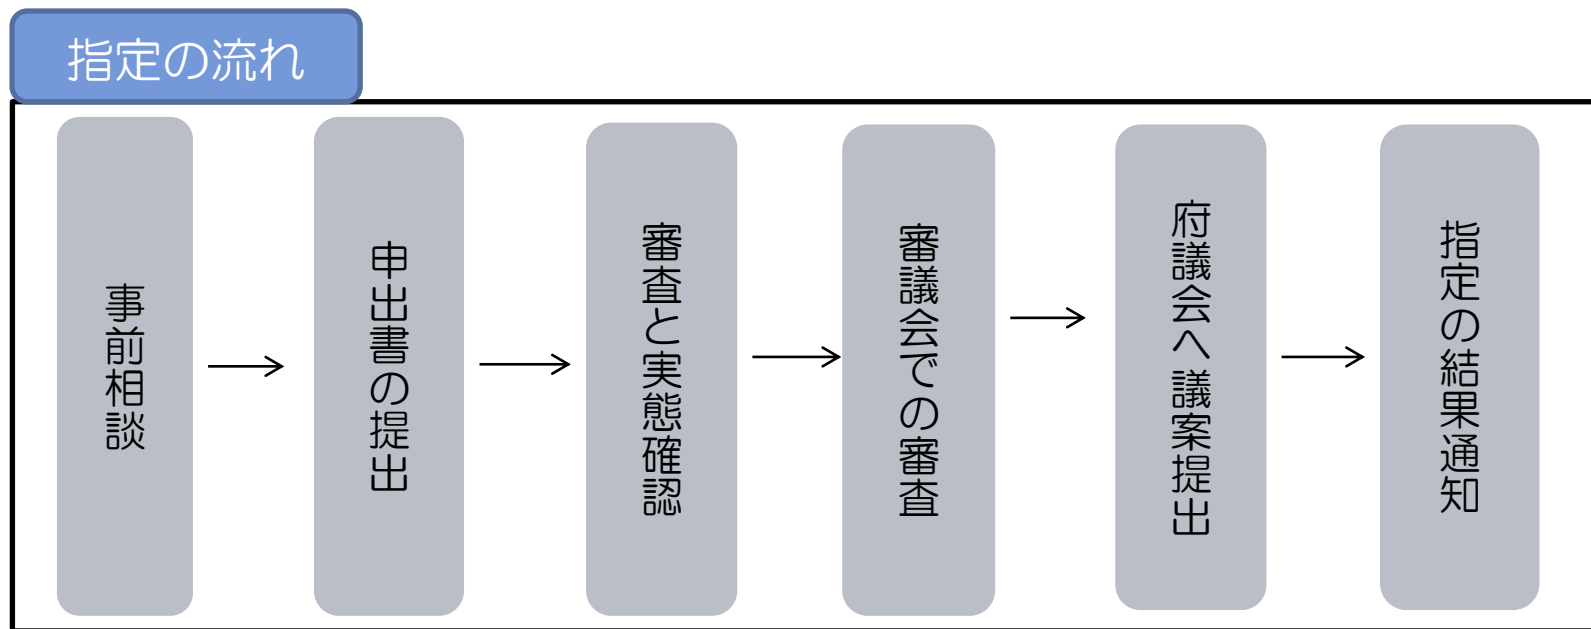 指定の流れ
事前相談
申出書の提出
審査と実態確認
審議会での審査
府議会へ議案提出
指定の結果通知